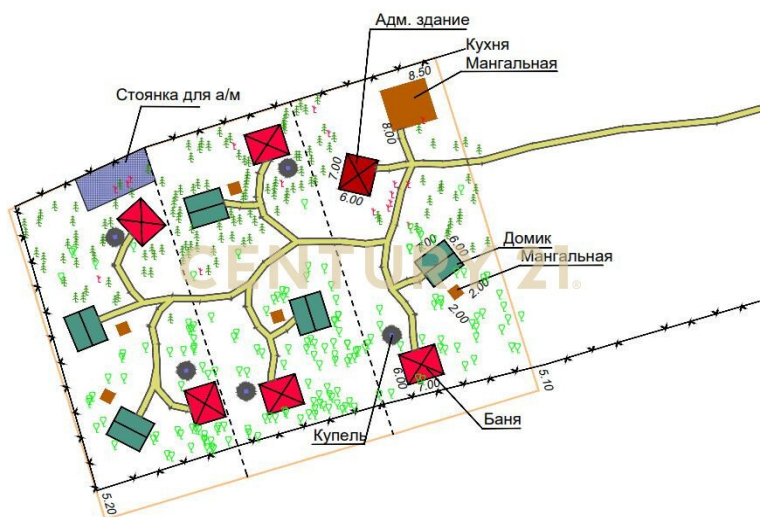 Адм. здание
Кухня
Мангальная
8.50
Стоянка для а/м
8.00
7.00
6.00
7.00
6.00
Домик
Мангальная
CENTURY 21.
2.00
2.00
6.00
7.00
5.10
Баня
Купель
5.20